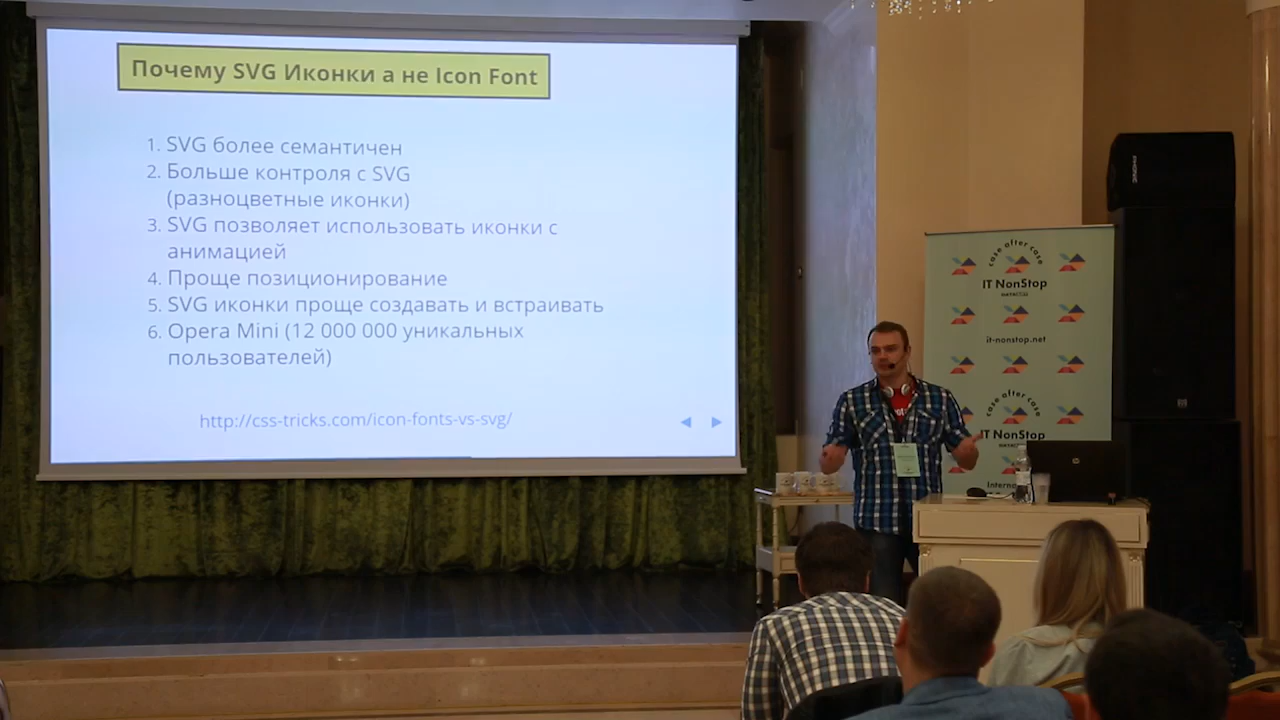 Почему SVG Иконки а не Icon Font
1. SVG более семантичен
2. Больше контроля с SVG
(разноцветные иконки)
3. SVG позволяет использовать иконки с
анимацией
4. Проще позиционирование
5. SVG иконки проще создавать и встраивать
6. Opera Mini (12 000 000 уникальных
пользователей)
http://css-tricks.com/icon-fonts-vs-svg/
case after case
IT NonStop
it-nonstop.net
case after case
IT NonStop
hp